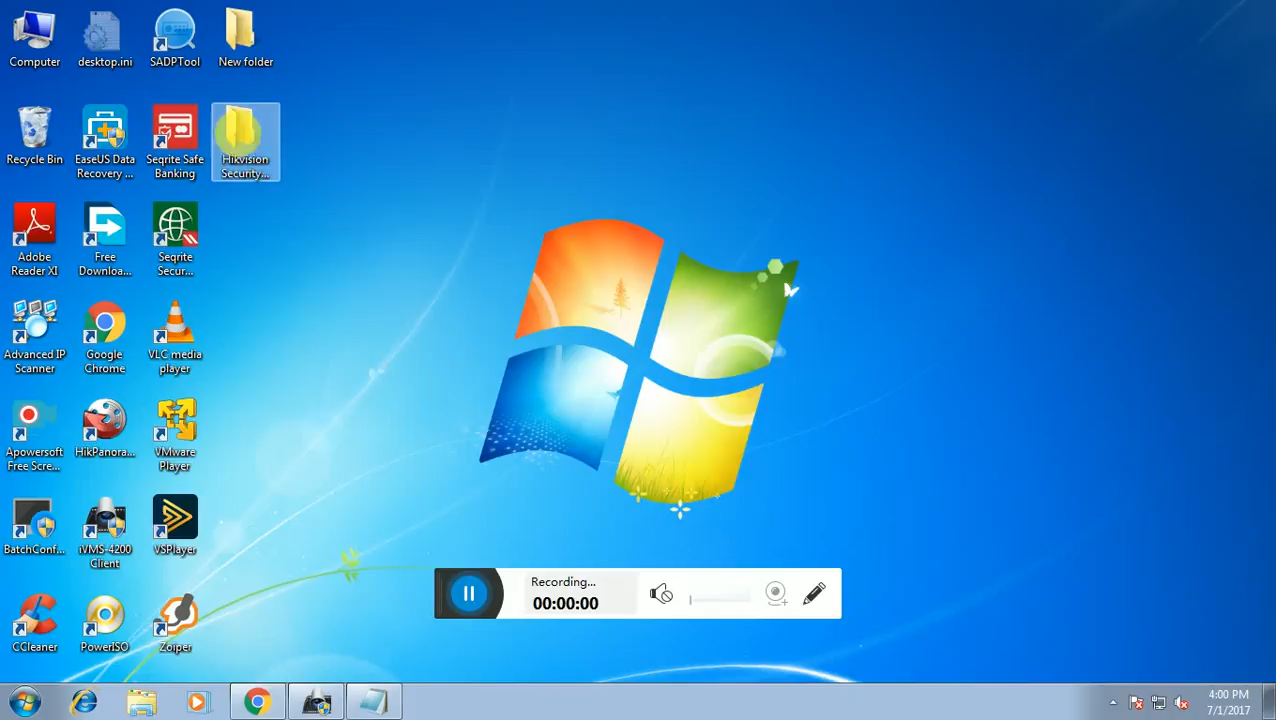 Computer
desktop.ini
SADPTool
New folder
Recycle Bin
EaseUS Data
Recovery ...
Seqrite Safe
Banking
Hikvision
Security...
Adobe
Reader XI
Free
Downloa...
Seqrite
Secur...
Advanced IP
Scanner
Google
Chrome
VLC media
player
Apowersoft
Free Scre...
HikPanora...
VMware
Player
BatchConf...
iVMS-4200
Client
VSPlayer
Recording...
00:00:00
CCleaner
PowerISO
Zoiper
4:00 PM
7/1/2017